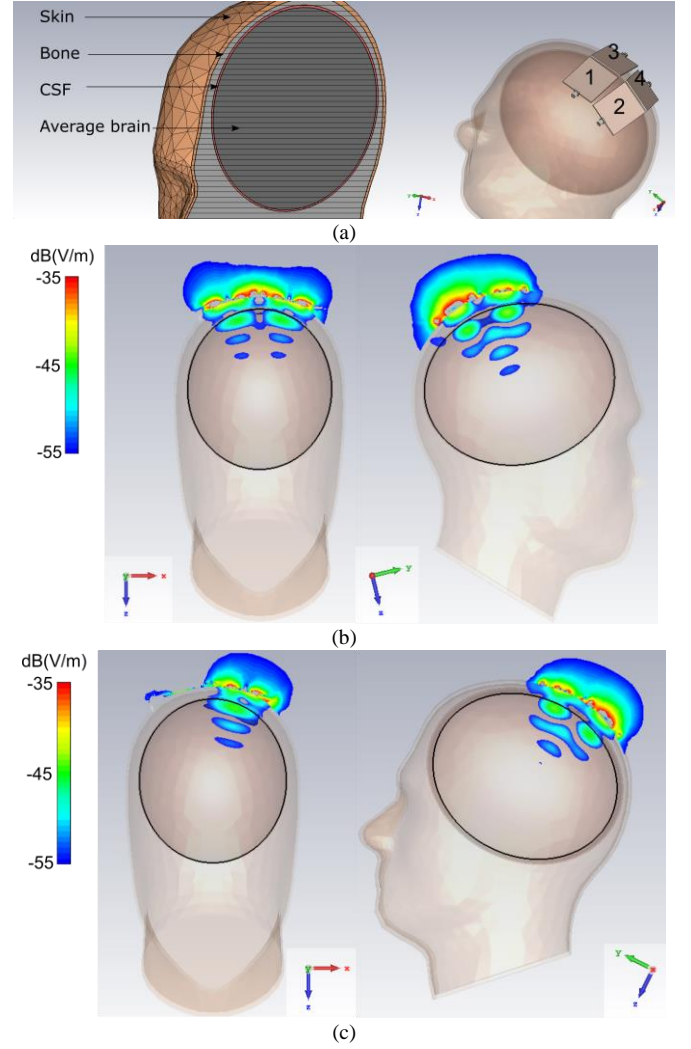 Skin
Bone
CSF
Average brain
3
1
4
2
(a)
dB(V/m)
-35
-45
-55
y x
z
y
z
(b)
dB(V/m)
-35
-45
-55
y x
z
y
x
z
(c)